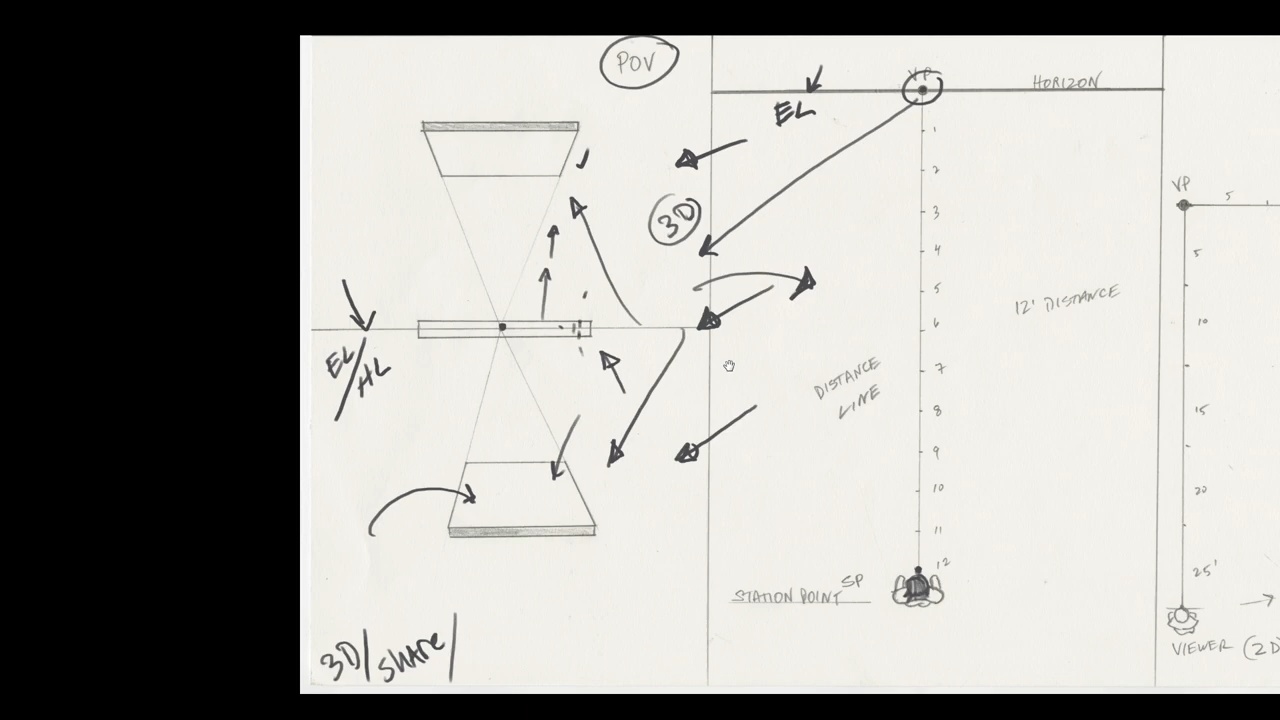 POV
EL/HL
3D/SHAPE/
3D
VP
HORIZON
EL
1
2
3
4
5
6
7
8
9
10
11
12
12' DISTANCE
DISTANCE
LINE
STATION POINT SP
VP
5
5
10
15
20
25'
VIEWER (2D